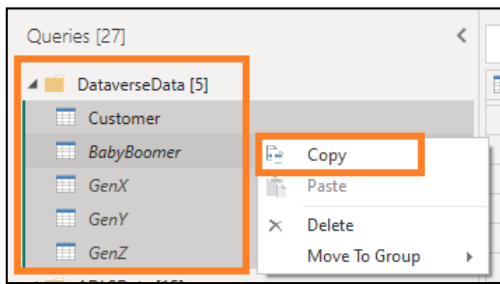 Queries [27]
DataverseData [5]
Customer
BabyBoomer
GenX
GenY
GenZ
Copy
Paste
Delete
Move To Group